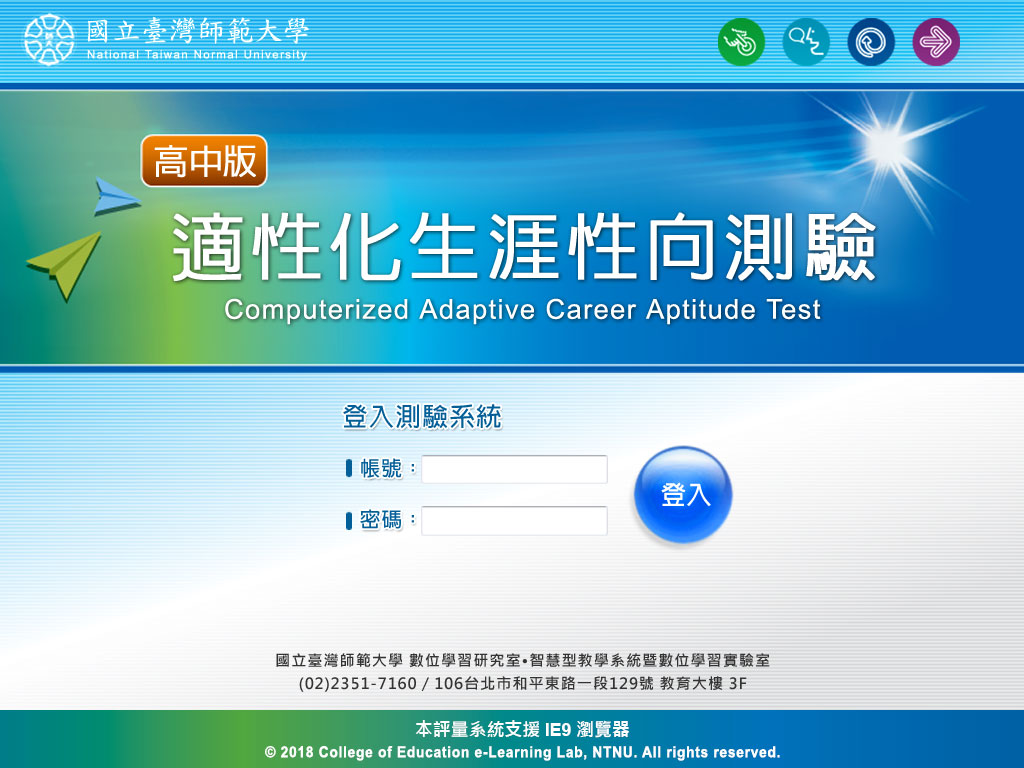 國立臺灣師範大學
National Taiwan Normal University
高中版
適性化生涯性向測驗
Computerized Adaptive Career Aptitude Test
登入測驗系統
帳號：
密碼：
登入
國立臺灣師範大學 數位學習研究室•智慧型教學系統暨數位學習實驗室
(02)2351-7160 / 106台北市和平東路一段129號 教育大樓 3F
本評量系統支援 IE9 瀏覽器
© 2018 College of Education e-Learning Lab, NTNU. All rights reserved.